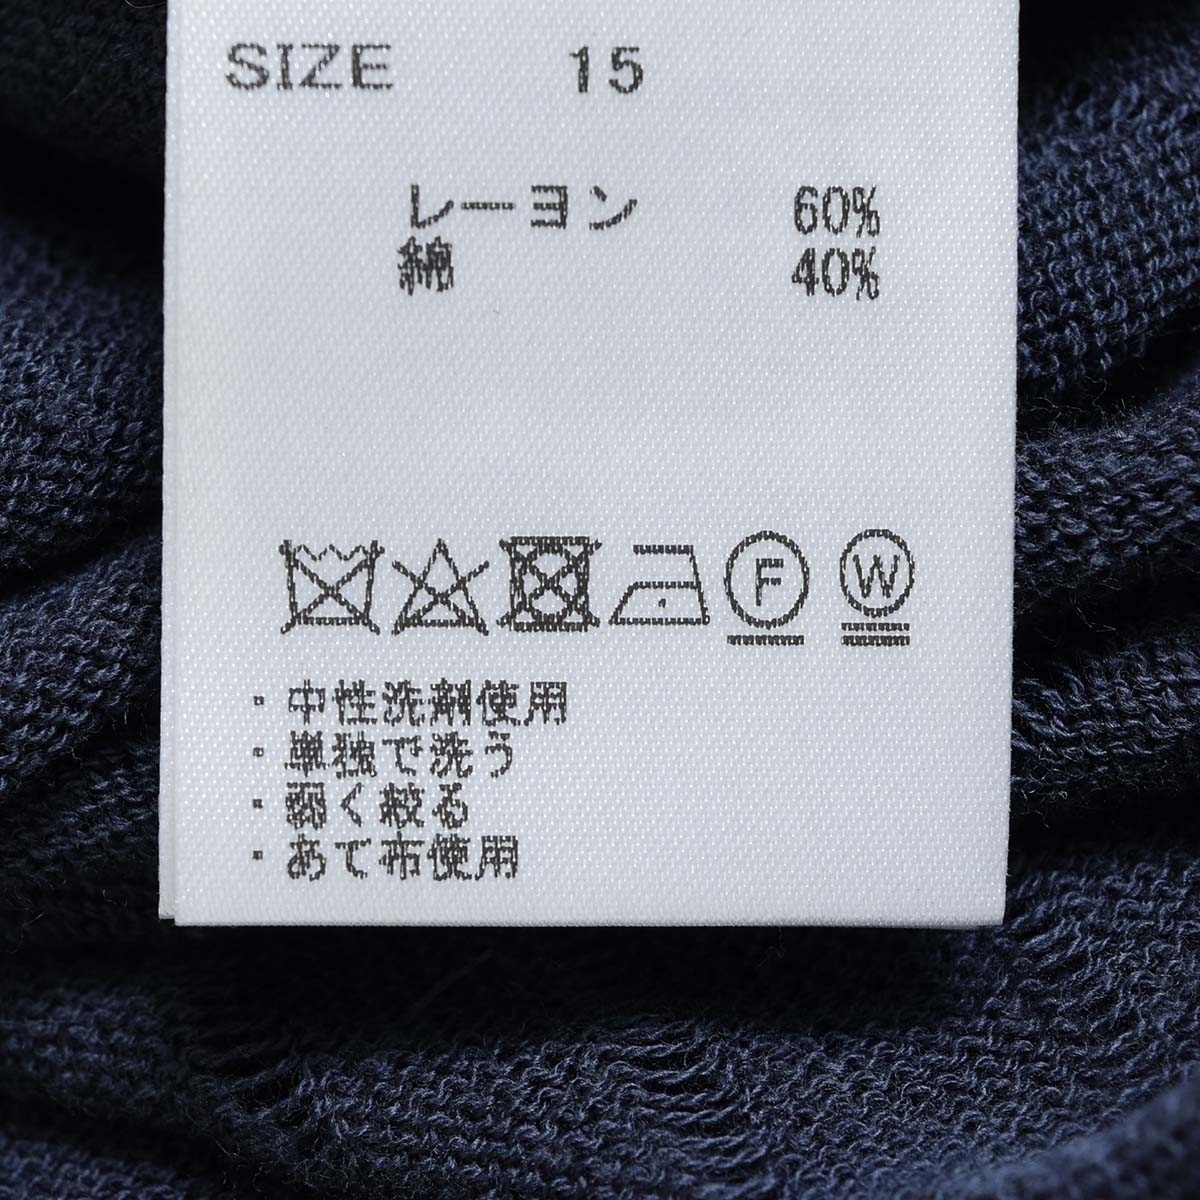 SIZE 15
レーヨン 60%
綿 40%
F W
・中性洗剤使用
・単独で洗う
・弱く絞る
・あて布使用